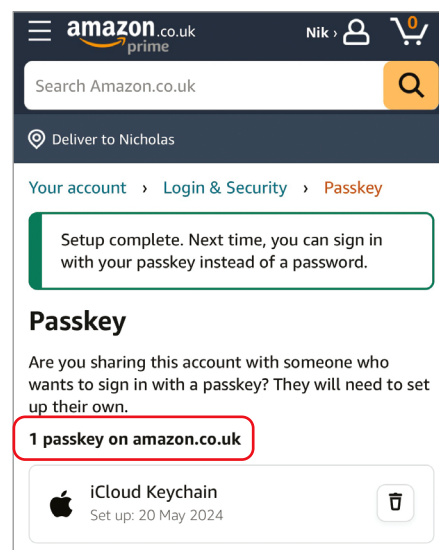 amazon.co.uk
prime
Nik ›
0
Search Amazon.co.uk
Deliver to Nicholas
Your account › Login & Security › Passkey
Setup complete. Next time, you can sign in
with your passkey instead of a password.
Passkey
Are you sharing this account with someone who
wants to sign in with a passkey? They will need to set
up their own.
1 passkey on amazon.co.uk
iCloud Keychain
Set up: 20 May 2024